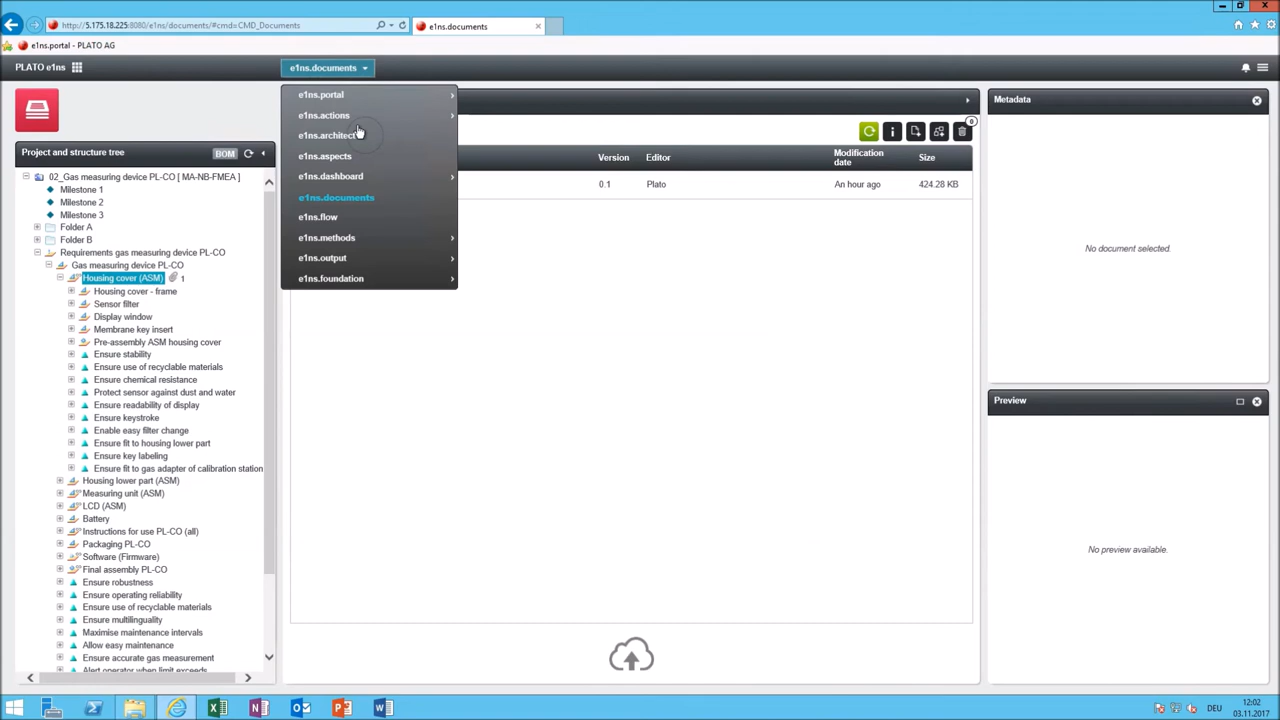 http://5.175.18.225:8080/e1ns/documents/#cmd=CMD_Documents
e1ns.documents
e1ns.portal - PLATO AG
PLATO e1ns
e1ns.documents
e1ns.portal
e1ns.actions
e1ns.architect
e1ns.aspects
e1ns.dashboard
e1ns.documents
e1ns.flow
e1ns.methods
e1ns.output
e1ns.foundation
Project and structure tree
BOM
02_Gas measuring device PL-CO [ MA-NB-FMEA ]
Milestone 1
Milestone 2
Milestone 3
Folder A
Folder B
Requirements gas measuring device PL-CO
Gas measuring device PL-CO
Housing cover (ASM) 1
Housing cover - frame
Sensor filter
Display window
Membrane key insert
Pre-assembly ASM housing cover
Ensure stability
Ensure use of recyclable materials
Ensure chemical resistance
Protect sensor against dust and water
Ensure readability of display
Ensure keystroke
Enable easy filter change
Ensure fit to housing lower part
Ensure key labeling
Ensure fit to gas adapter of calibration station
Housing lower part (ASM)
Measuring unit (ASM)
LCD (ASM)
Battery
Instructions for use PL-CO (all)
Packaging PL-CO
Software (Firmware)
Final assembly PL-CO
Ensure robustness
Ensure operating reliability
Ensure use of recyclable materials
Ensure multilinguality
Maximise maintenance intervals
Allow easy maintenance
Ensure accurate gas measurement
Alert operator when limit exceeds
0
Version Editor Modification date Size
0.1 Plato An hour ago 424.28 KB
Metadata
No document selected.
Preview
No preview available.
DEU
12:02
03.11.2017